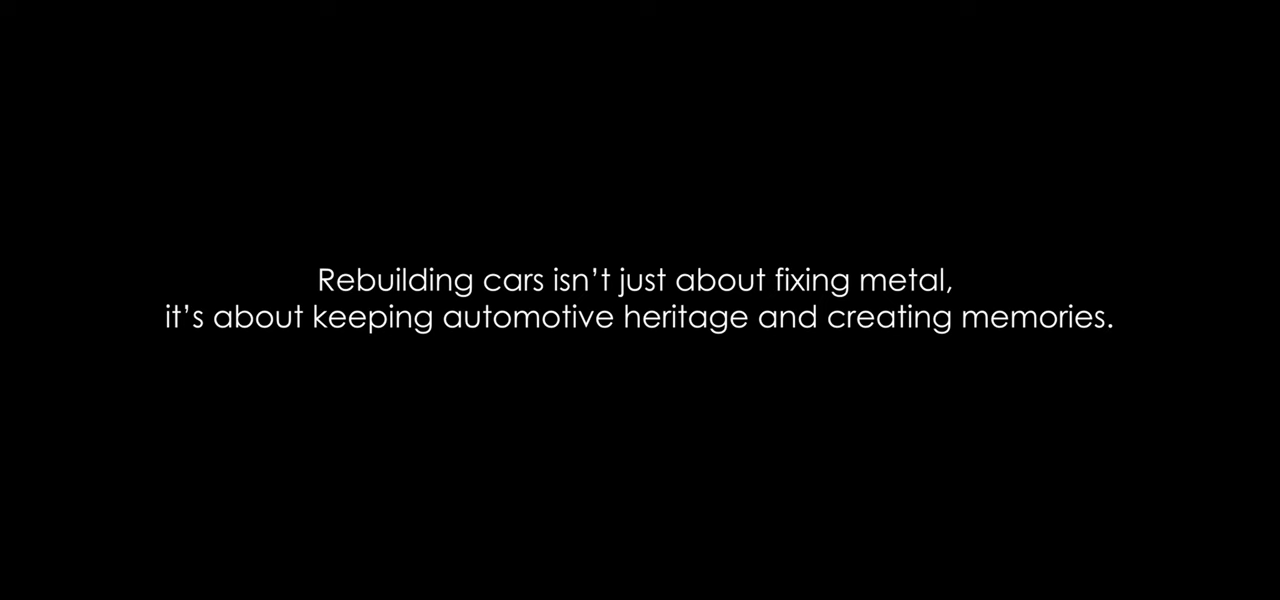 Rebuilding cars isn’t just about fixing metal,
it’s about keeping automotive heritage and creating memories.